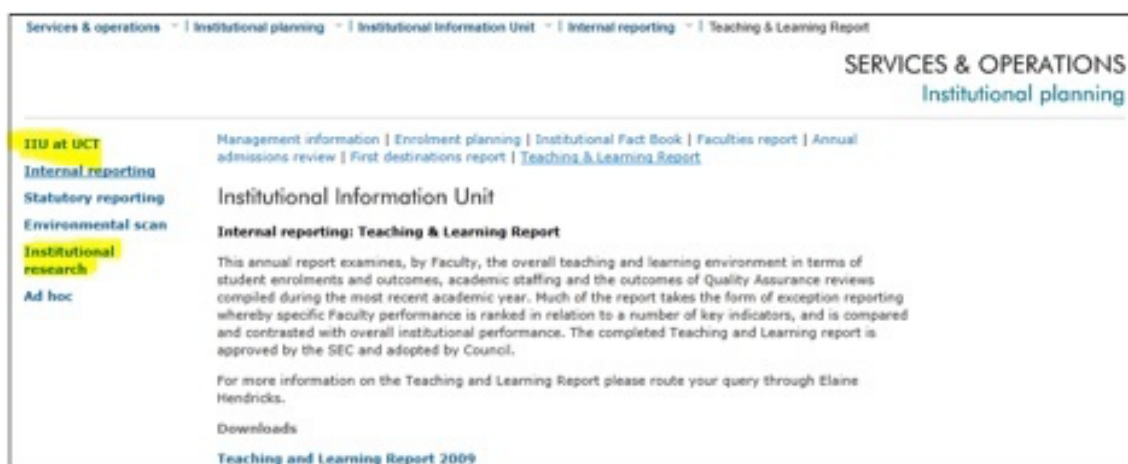 Services & operations | Institutional planning | Institutional Information Unit | Internal reporting | Teaching & Learning Report
SERVICES & OPERATIONS
Institutional planning
IIU at UCT
Internal reporting
Statutory reporting
Environmental scan
Institutional
research
Ad hoc
Management information | Enrolment planning | Institutional Fact Book | Faculties report | Annual
admissions review | First destinations report | Teaching & Learning Report
Institutional Information Unit
Internal reporting: Teaching & Learning Report
This annual report examines, by Faculty, the overall teaching and learning environment in terms of
student enrolments and outcomes, academic staffing and the outcomes of Quality Assurance reviews
compiled during the most recent academic year. Much of the report takes the form of exception reporting
whereby specific Faculty performance is ranked in relation to a number of key indicators, and is compared
and contrasted with overall institutional performance. The completed Teaching and Learning report is
approved by the SEC and adopted by Council.
For more information on the Teaching and Learning Report please route your query through Elaine
Hendricks.
Downloads
Teaching and Learning Report 2009